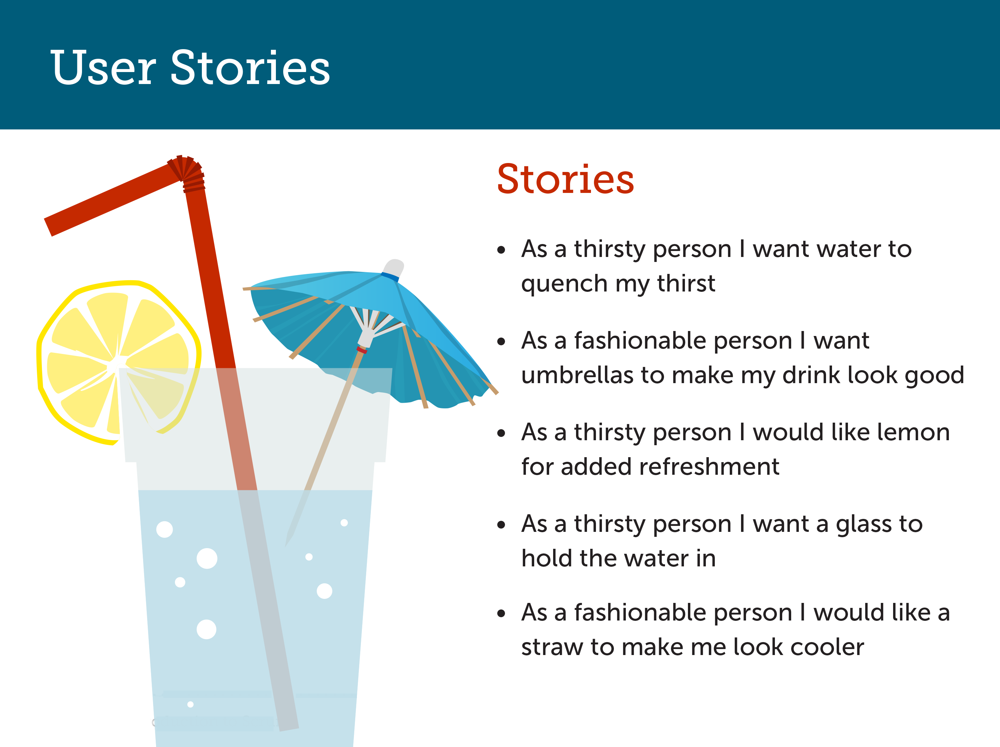 User Stories
Stories
• As a thirsty person I want water to
quench my thirst
• As a fashionable person I want
umbrellas to make my drink look good
• As a thirsty person I would like lemon
for added refreshment
• As a thirsty person I want a glass to
hold the water in
• As a fashionable person I would like a
straw to make me look cooler